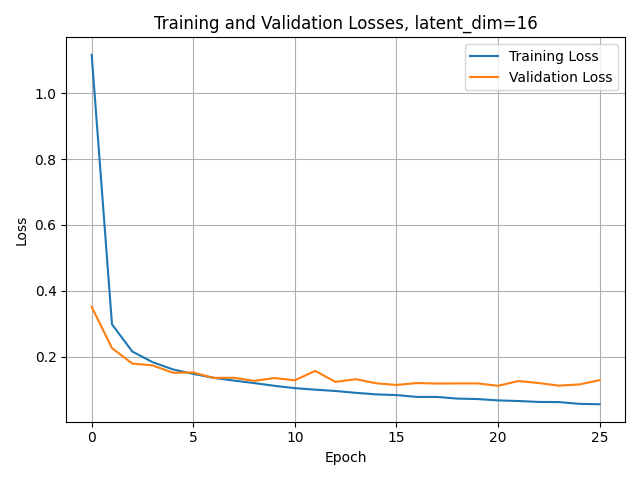 Training and Validation Losses, latent_dim=16
Training Loss
Validation Loss
1.0
0.8
0.6
0.4
0.2
Loss
0 5 10 15 20 25
Epoch